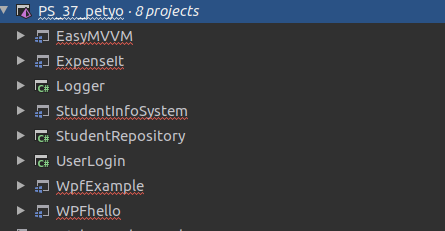 PS_37_petyo · 8 projects
EasyMVVM
ExpenseIt
Logger
StudentInfoSystem
StudentRepository
UserLogin
WpfExample
WPFhello